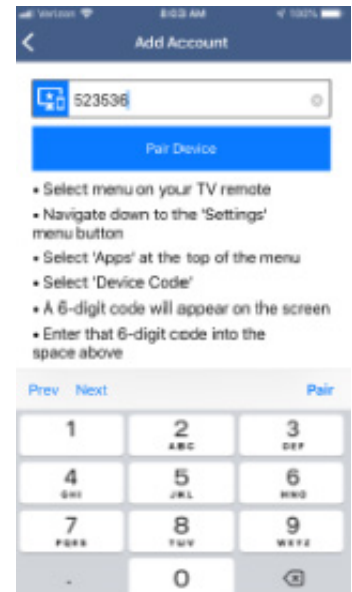 Verizon 8:03 AM 100%
Add Account
523536
Pair Device
• Select menu on your TV remote
• Navigate down to the 'Settings'
menu button
• Select 'Apps' at the top of the menu
• Select 'Device Code'
• A 6-digit code will appear on the screen
• Enter that 6-digit code into the
space above
Prev Next Pair
1 2 3
ABC DEF
4 5 6
GHI JKL MNO
7 8 9
PQRS TUV WXYZ
. 0